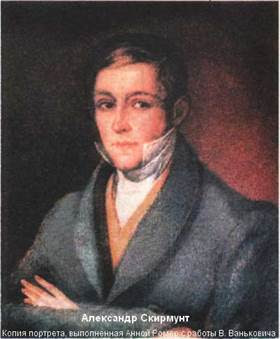 Александр Скирмунт
Копия портрета, выполненная Анной Ромер с работы В. Ваньковича